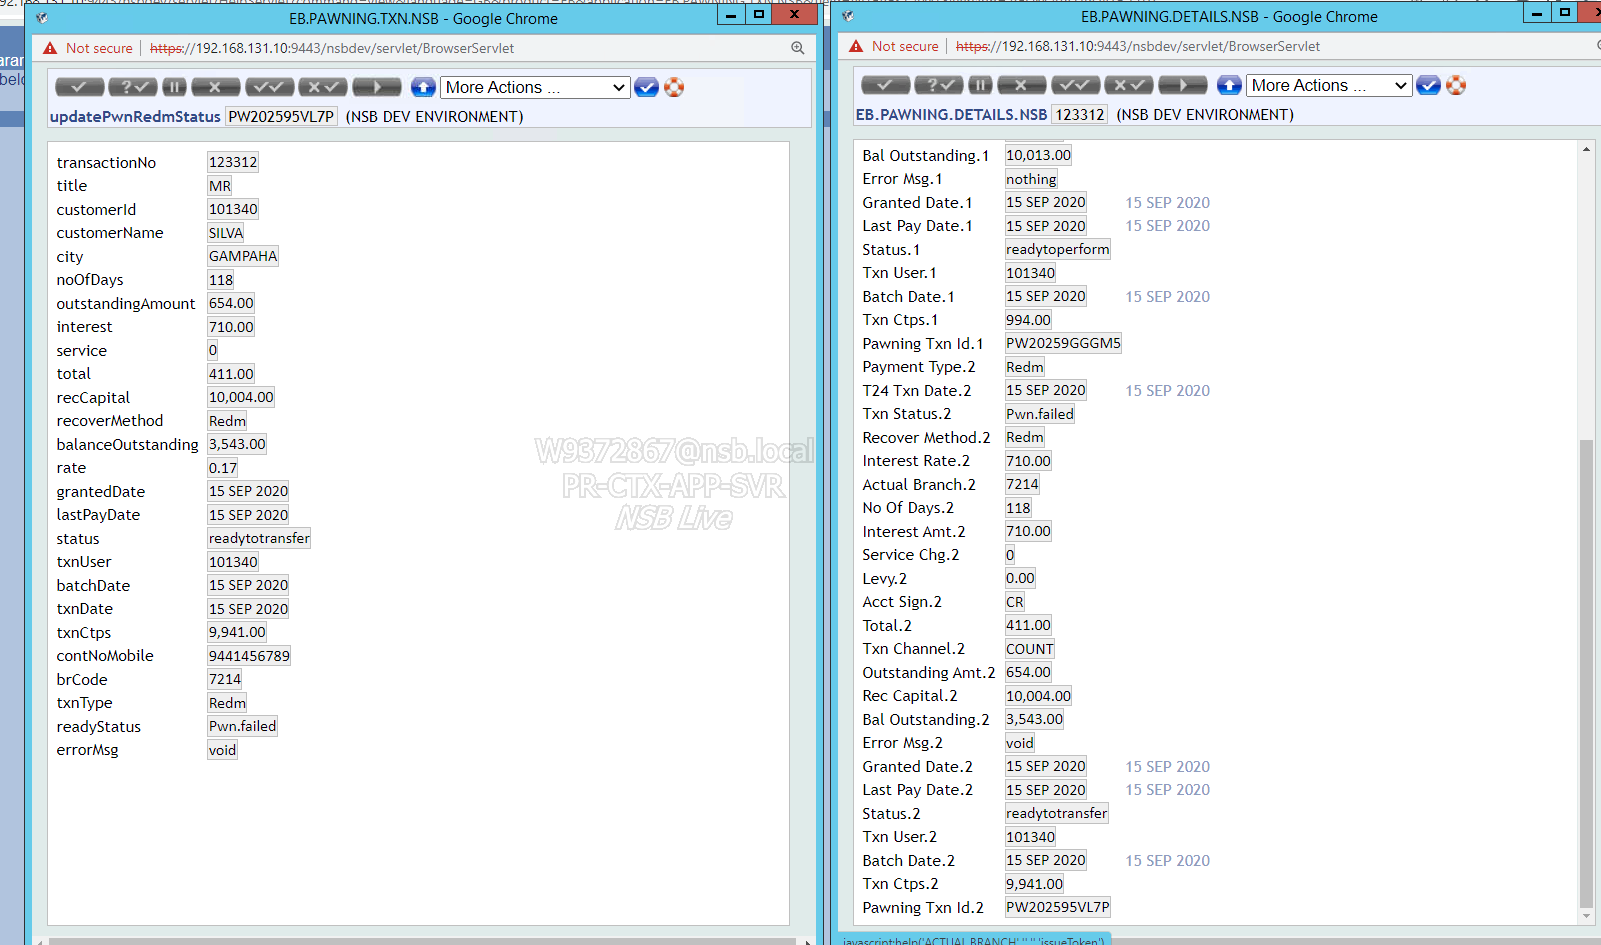 EB.PAWNING.TXN.NSB - Google Chrome
Not secure | https://192.168.131.10:9443/nsbdev/servlet/BrowserServlet
More Actions ...
updatePwnRedmStatus PW202595VL7P (NSB DEV ENVIRONMENT)
transactionNo 123312
title MR
customerId 101340
customerName SILVA
city GAMPAHA
noOfDays 118
outstandingAmount 654.00
interest 710.00
service 0
total 411.00
recCapital 10,004.00
recoverMethod Redm
balanceOutstanding 3,543.00
rate 0.17
grantedDate 15 SEP 2020
lastPayDate 15 SEP 2020
status readytotransfer
txnUser 101340
batchDate 15 SEP 2020
txnDate 15 SEP 2020
txnCtps 9,941.00
contNoMobile 9441456789
brCode 7214
txnType Redm
readyStatus Pwn.failed
errorMsg void
W9372867@nsb.local
PR-CTX-APP-SVR
NSB Live
EB.PAWNING.DETAILS.NSB - Google Chrome
Not secure | https://192.168.131.10:9443/nsbdev/servlet/BrowserServlet
More Actions ...
EB.PAWNING.DETAILS.NSB 123312 (NSB DEV ENVIRONMENT)
Bal Outstanding.1 10,013.00
Error Msg.1 nothing
Granted Date.1 15 SEP 2020 15 SEP 2020
Last Pay Date.1 15 SEP 2020 15 SEP 2020
Status.1 readytoperform
Txn User.1 101340
Batch Date.1 15 SEP 2020 15 SEP 2020
Txn Ctps.1 994.00
Pawning Txn Id.1 PW20259GGGM5
Payment Type.2 Redm
T24 Txn Date.2 15 SEP 2020 15 SEP 2020
Txn Status.2 Pwn.failed
Recover Method.2 Redm
Interest Rate.2 710.00
Actual Branch.2 7214
No Of Days.2 118
Interest Amt.2 710.00
Service Chg.2 0
Levy.2 0.00
Acct Sign.2 CR
Total.2 411.00
Txn Channel.2 COUNT
Outstanding Amt.2 654.00
Rec Capital.2 10,004.00
Bal Outstanding.2 3,543.00
Error Msg.2 void
Granted Date.2 15 SEP 2020 15 SEP 2020
Last Pay Date.2 15 SEP 2020 15 SEP 2020
Status.2 readytotransfer
Txn User.2 101340
Batch Date.2 15 SEP 2020 15 SEP 2020
Txn Ctps.2 9,941.00
Pawning Txn Id.2 PW202595VL7P